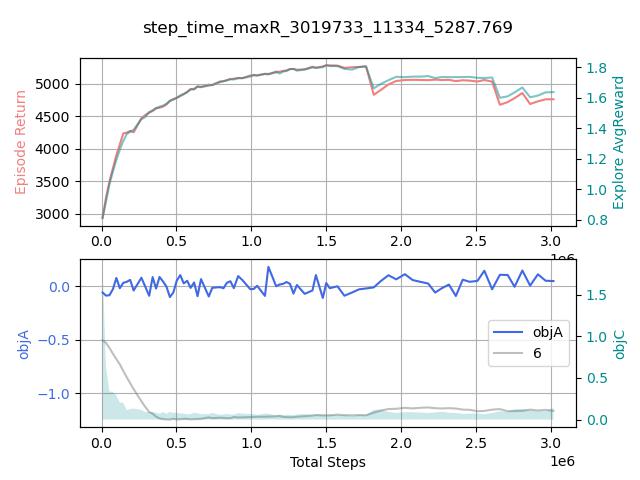 step_time_maxR_3019733_11334_5287.769
Episode Return
5000
4500
4000
3500
3000
1.8
1.6
1.4
1.2
1.0
0.8
Explore AvgReward
0.0 0.5 1.0 1.5 2.0 2.5 3.0
1e6
objA
0.0
−0.5
−1.0
objA
6
1.5
1.0
0.5
0.0
objC
0.0 0.5 1.0 1.5 2.0 2.5 3.0
Total Steps
1e6